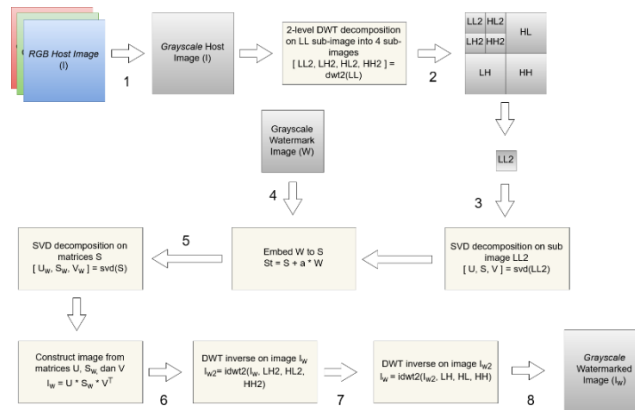 RGB Host Image
(I)
1
Grayscale Host
Image (I)
2-level DWT decomposition
on LL sub-image into 4 sub-
images
[ LL2, LH2, HL2, HH2 ] =
dwt2(LL)
2
LL2 HL2
HL
LH2 HH2
LH HH
Grayscale
Watermark
Image (W)
LL2
4
3
SVD decomposition on
matrices S
[ Uw, Sw, Vw ] = svd(S)
5
Embed W to S
St = S + a * W
SVD decomposition on sub
image LL2
[ U, S, V ] = svd(LL2)
Construct image from
matrices U, Sw, dan V
Iw = U * Sw * V^T
6
DWT inverse on image Iw
Iw2= idwt2(Iw, LH2, HL2,
HH2)
7
DWT inverse on image Iw2
Iw = idwt2(Iw2, LH, HL, HH)
8
Grayscale
Watermarked
Image (Iw)